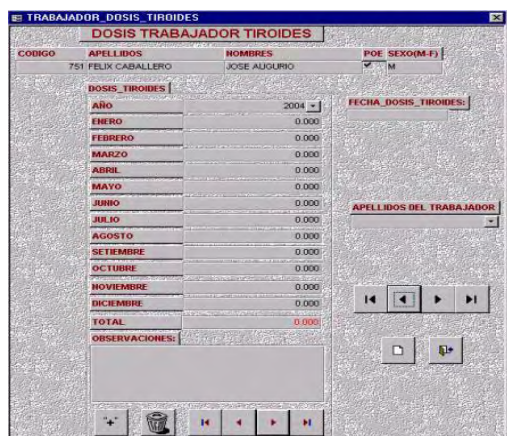 TRABAJADOR_DOSIS_TIROIDES
DOSIS TRABAJADOR TIROIDES
CODIGO APELLIDOS NOMBRES POE SEXO(M-F)
751 FELIX CABALLERO JOSE AUGURIO M
DOSIS_TIROIDES
AÑO 2004 FECHA_DOSIS_TIROIDES:
ENERO 0.000
FEBRERO 0.000
MARZO 0.000
ABRIL 0.000
MAYO 0.000
JUNIO 0.000 APELLIDOS DEL TRABAJADOR
JULIO 0.000
AGOSTO 0.000
SETIEMBRE 0.000
OCTUBRE 0.000
NOVIEMBRE 0.000
DICIEMBRE 0.000
TOTAL 0.000
OBSERVACIONES:
"+"